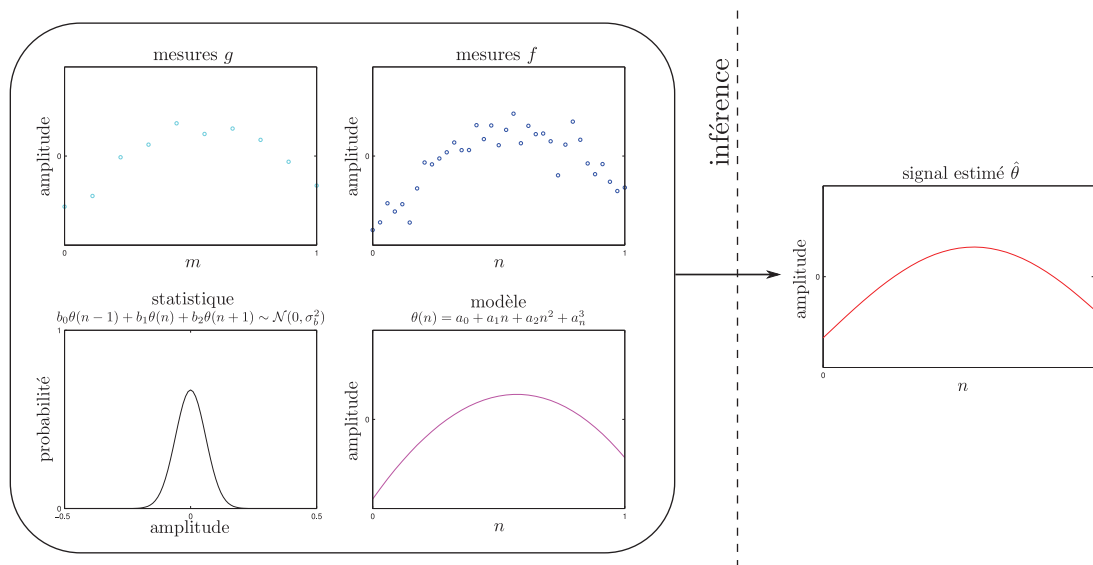 mesures g
amplitude
0
0
1
m
mesures f
amplitude
0
0
1
n
statistique
b₀θ(n−1) + b₁θ(n) + b₂θ(n+1) ∼ 𝒩(0, σ_b²)
probabilité
1
0
−0.5
0
0.5
amplitude
modèle
θ(n) = a₀ + a₁n + a₂n² + a_n³
amplitude
0
0
1
n
inférence
signal estimé θ̂
amplitude
0
0
n